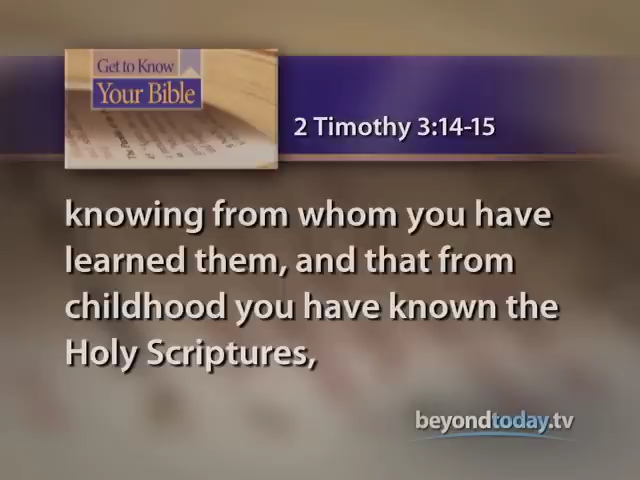 Get to Know
Your Bible
2 Timothy 3:14-15
knowing from whom you have
learned them, and that from
childhood you have known the
Holy Scriptures,
beyondtoday.tv